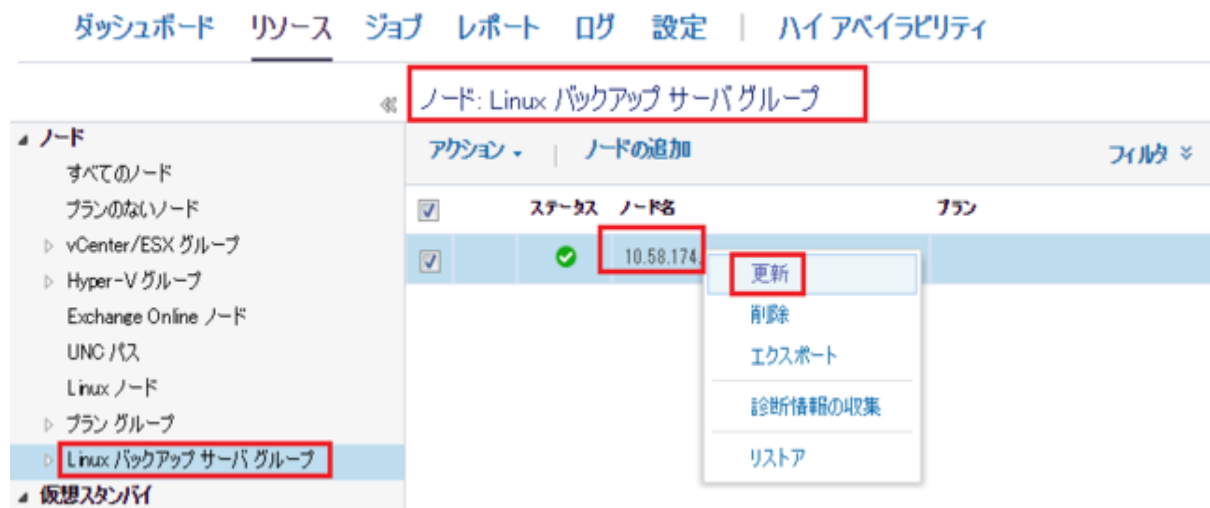 ダッシュボード リソース ジョブ レポート ログ 設定 | ハイ アベイラビリティ
ノード: Linux バックアップ サーバ グループ
ノード
すべてのノード
プランのないノード
vCenter/ESX グループ
Hyper-V グループ
Exchange Online ノード
UNC パス
Linux ノード
プラン グループ
Linux バックアップ サーバ グループ
仮想スタンバイ
アクション | ノードの追加 フィルタ
ステータス ノード名 プラン
10.58.174.
更新
削除
エクスポート
診断情報の収集
リストア